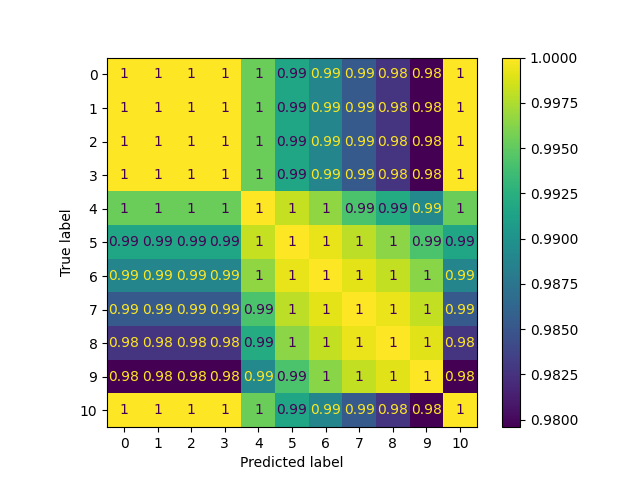 0 1 1 1 1 1 0.99 0.99 0.99 0.98 0.98 1 1.0000
1 1 1 1 1 1 0.99 0.99 0.99 0.98 0.98 1 0.9975
2 1 1 1 1 1 0.99 0.99 0.99 0.98 0.98 1 0.9950
3 1 1 1 1 1 0.99 0.99 0.99 0.98 0.98 1 0.9925
4 1 1 1 1 1 1 1 0.99 0.99 0.99 1 0.9900
5 0.99 0.99 0.99 0.99 1 1 1 1 1 0.99 0.99 0.9875
6 0.99 0.99 0.99 0.99 1 1 1 1 1 1 0.99 0.9850
7 0.99 0.99 0.99 0.99 0.99 1 1 1 1 1 0.99 0.9825
8 0.98 0.98 0.98 0.98 0.99 1 1 1 1 1 0.98 0.9800
9 0.98 0.98 0.98 0.98 0.99 0.99 1 1 1 1 0.98
10 1 1 1 1 1 0.99 0.99 0.99 0.98 0.98 1
0 1 2 3 4 5 6 7 8 9 10
True label
Predicted label